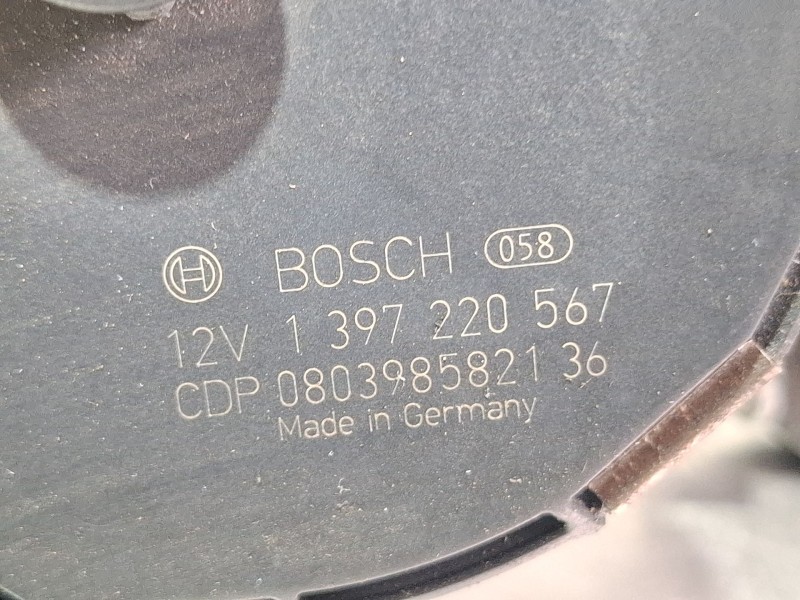 BOSCH 058
12V 1 397 220 567
CDP 0803985821 36
Made in Germany